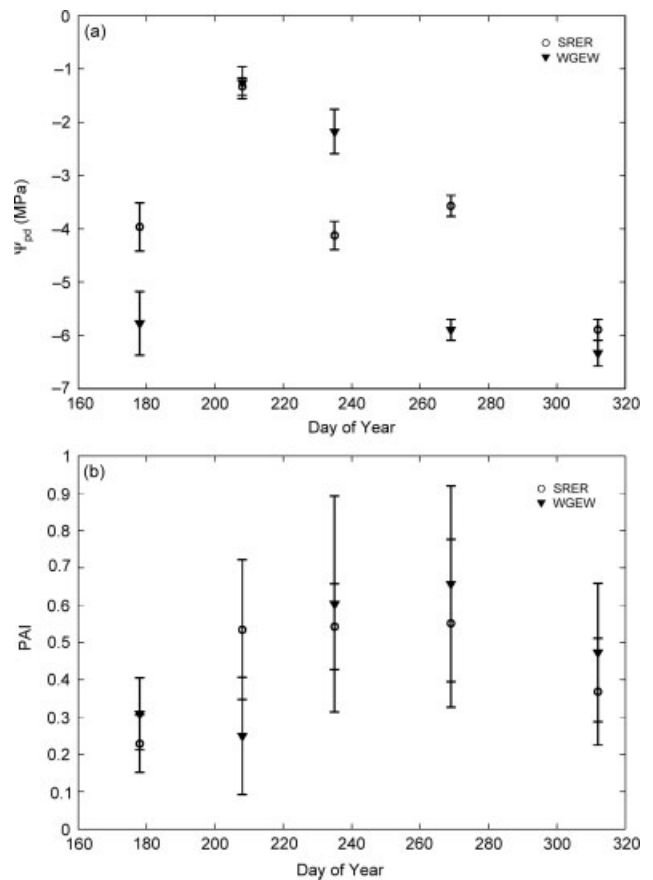 (a)
SRER
WGEW
0
−1
−2
−3
−4
−5
−6
−7
Ψpd (MPa)
160 180 200 220 240 260 280 300 320
Day of Year
(b)
SRER
WGEW
1
0.9
0.8
0.7
0.6
0.5
0.4
0.3
0.2
0.1
0
PAI
160 180 200 220 240 260 280 300 320
Day of Year